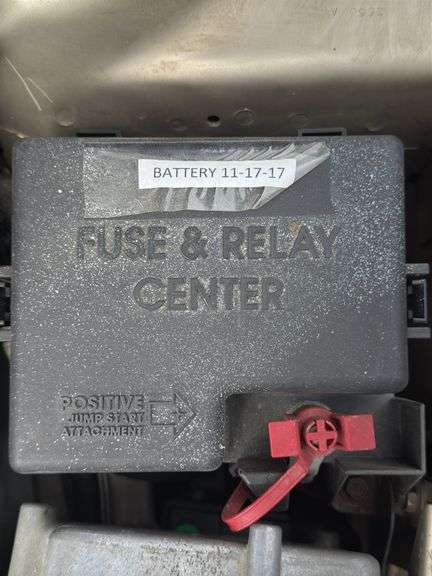 BATTERY 11-17-17
FUSE & RELAY
CENTER
POSITIVE
JUMP START
ATTACHMENT